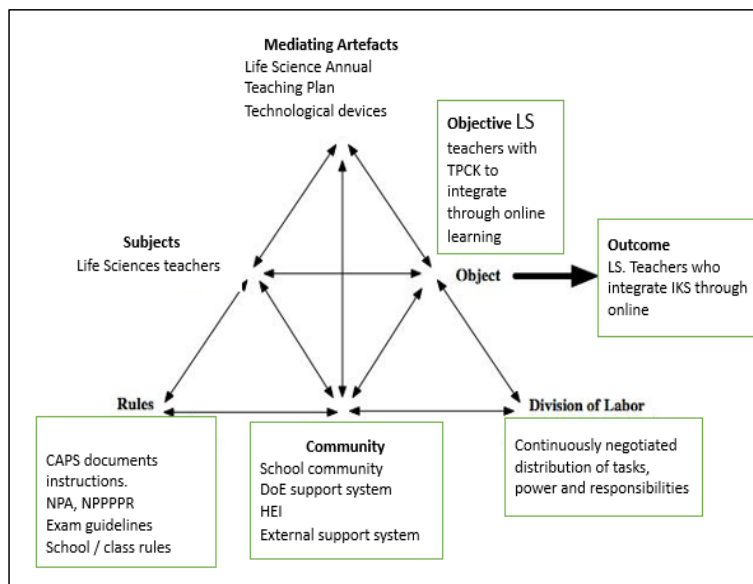 Mediating Artefacts
Life Science Annual
Teaching Plan
Technological devices
Objective LS
teachers with
TPCK to
integrate
through online
learning
Subjects
Life Sciences teachers
Object
Outcome
LS. Teachers who
integrate IKS through
online
Rules
CAPS documents
instructions.
NPA, NPPPPR
Exam guidelines
School / class rules
Community
School community
DoE support system
HEI
External support system
Division of Labor
Continuously negotiated
distribution of tasks,
power and responsibilities